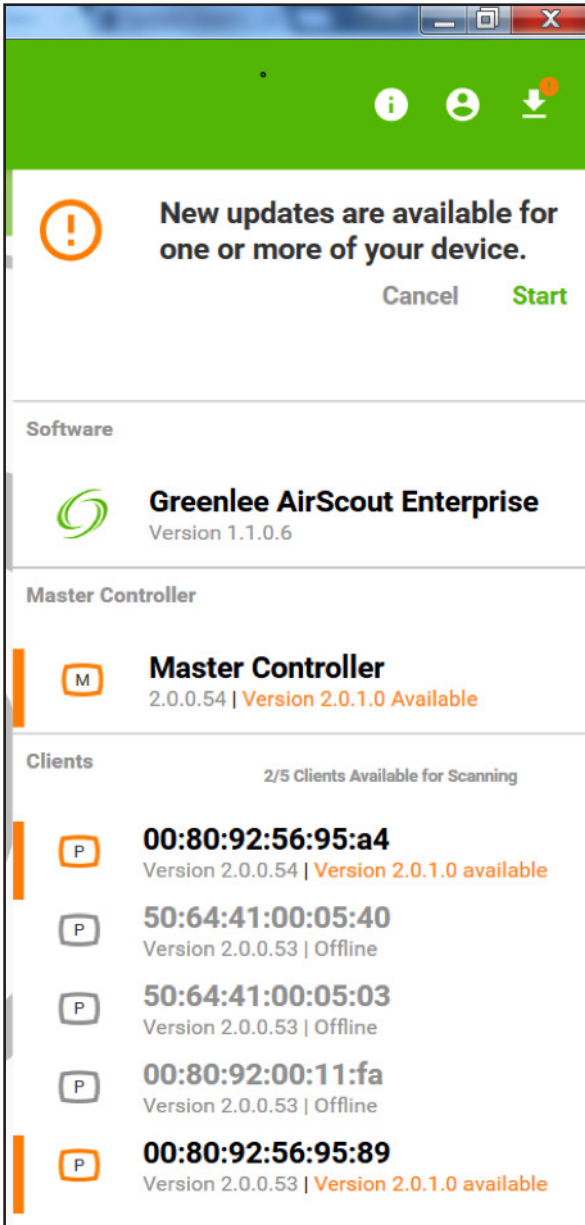 New updates are available for
one or more of your device.
Cancel Start
Software
Greenlee AirScout Enterprise
Version 1.1.0.6
Master Controller
M
Master Controller
2.0.0.54 | Version 2.0.1.0 Available
Clients
2/5 Clients Available for Scanning
P
00:80:92:56:95:a4
Version 2.0.0.54 | Version 2.0.1.0 available
P
50:64:41:00:05:40
Version 2.0.0.53 | Offline
P
50:64:41:00:05:03
Version 2.0.0.53 | Offline
P
00:80:92:00:11:fa
Version 2.0.0.53 | Offline
P
00:80:92:56:95:89
Version 2.0.0.53 | Version 2.0.1.0 available